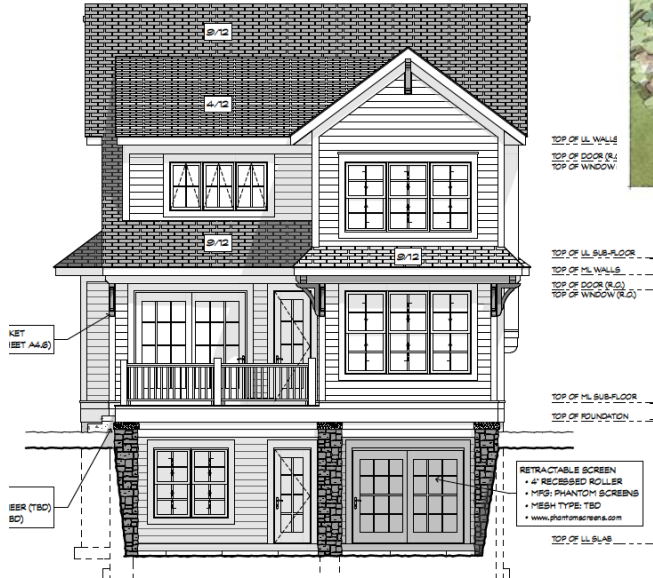 9/12
4/12
TOP OF UL WALLS
TOP OF DOOR (R.O
TOP OF WINDOW
9/12
9/12
TOP OF UL SUB-FLOOR
TOP OF ML WALLS
TOP OF DOOR (R.O.)
TOP OF WINDOW (R.O.)
KET
EET A4.6)
TOP OF ML SUB-FLOOR
TOP OF FOUNDATION
RETRACTABLE SCREEN
• 4" RECESSED ROLLER
• MFG: PHANTOM SCREENS
• MESH TYPE: TBD
• www.phantomscreens.com
EER (TBD)
BD)
TOP OF LL SLAB